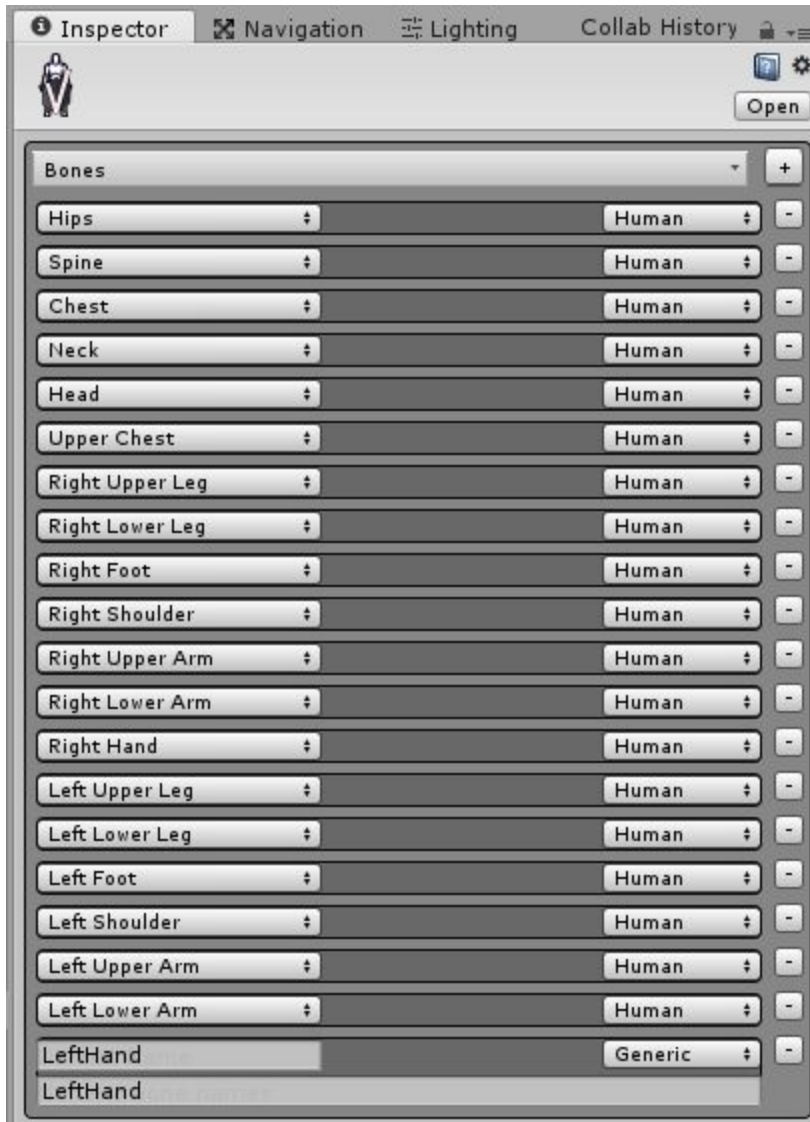 Inspector Navigation Lighting Collab History
Open
Bones +
Hips Human -
Spine Human -
Chest Human -
Neck Human -
Head Human -
Upper Chest Human -
Right Upper Leg Human -
Right Lower Leg Human -
Right Foot Human -
Right Shoulder Human -
Right Upper Arm Human -
Right Lower Arm Human -
Right Hand Human -
Left Upper Leg Human -
Left Lower Leg Human -
Left Foot Human -
Left Shoulder Human -
Left Upper Arm Human -
Left Lower Arm Human -
LeftHand Generic -
LeftHand